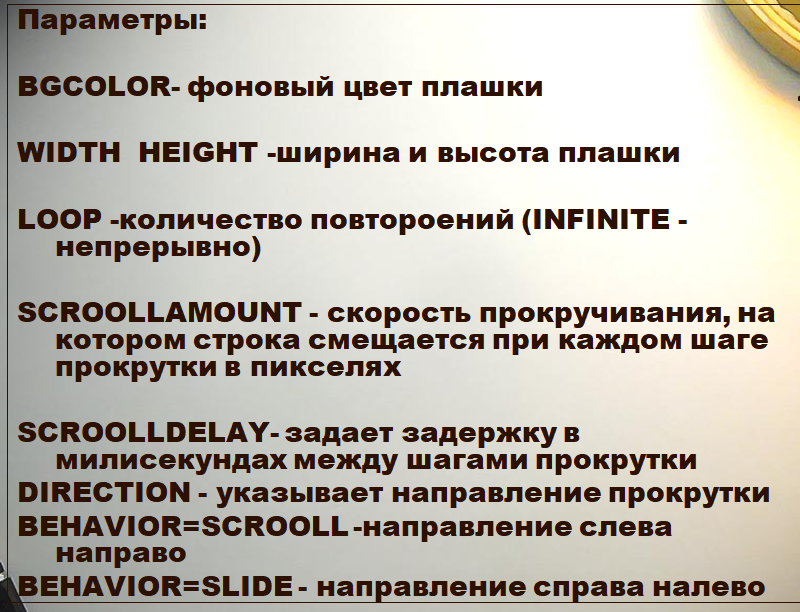 Параметры:
BGCOLOR- фоновый цвет плашки
WIDTH HEIGHT -ширина и высота плашки
LOOP -количество повтороений (INFINITE -
непрерывно)
SCROOLLAMOUNT - скорость прокручивания, на
котором строка смещается при каждом шаге
прокрутки в пикселях
SCROOLLDELAY- задает задержку в
милисекундах между шагами прокрутки
DIRECTION - указывает направление прокрутки
BEHAVIOR=SCROOLL -направление слева
направо
BEHAVIOR=SLIDE - направление справа налево